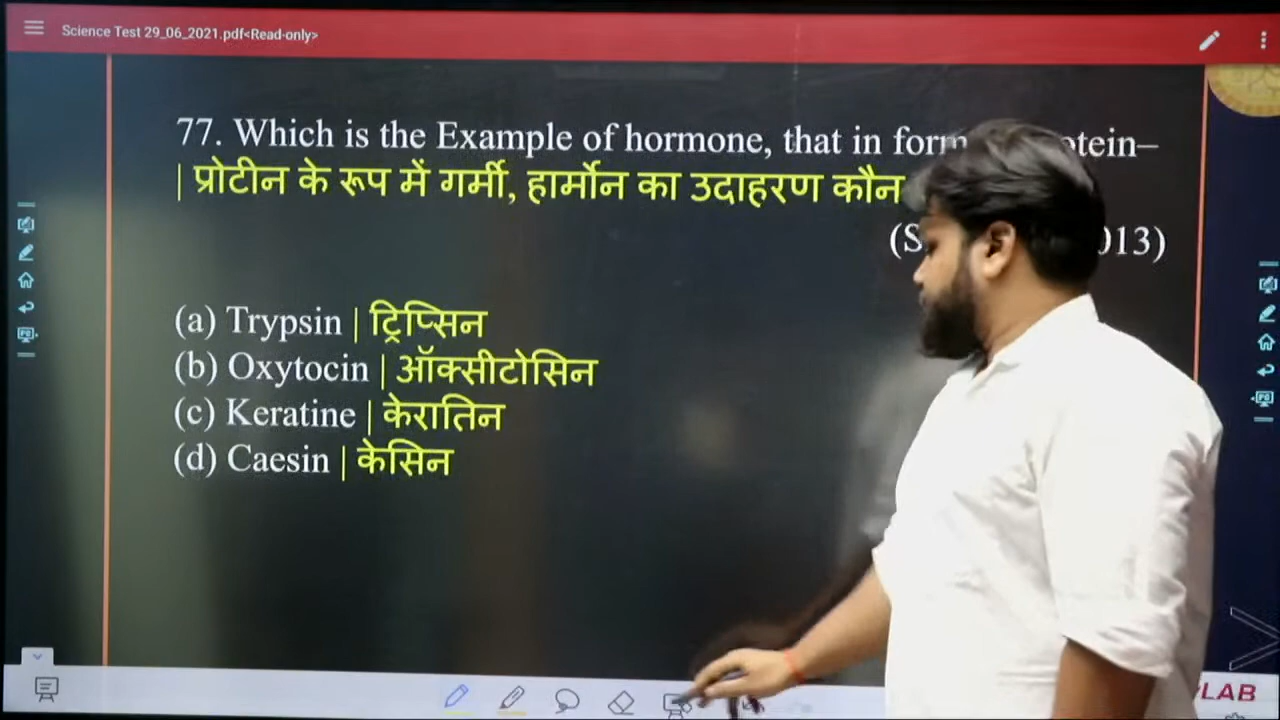 Science Test 29_06_2021.pdf<Read-only>
77. Which is the Example of hormone, that in form
| प्रोटीन के रूप में गर्मी, हार्मोन का उदाहरण कौन
013)
(a) Trypsin | ट्रिप्सिन
(b) Oxytocin | ऑक्सीटोसिन
(c) Keratine | केरातिन
(d) Caesin | केसिन
LAB